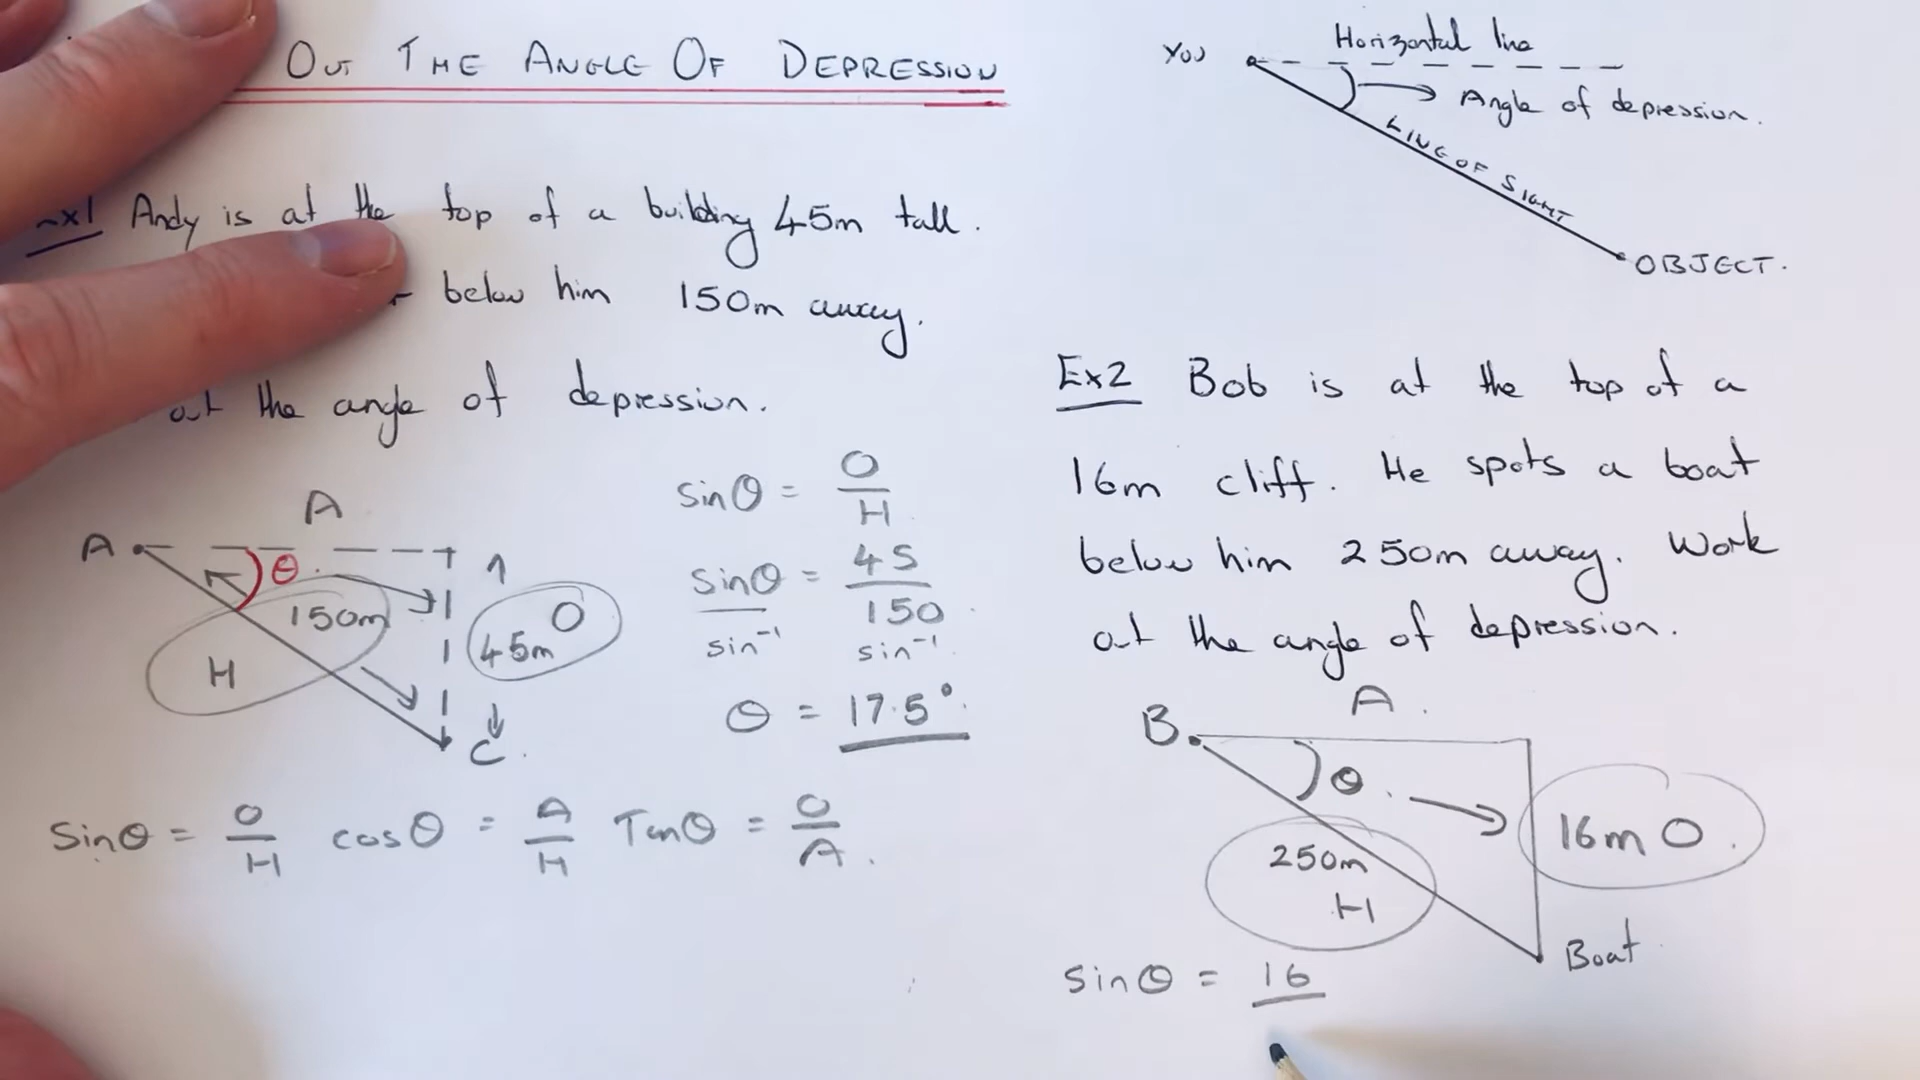 Out The Angle Of Depression
Ex1 Andy is at the top of a building 45m tall.
below him 150m away.
out the angle of depression.
A
A
θ
150m
H
45m O
C
sinθ = O/H
sinθ = 45/150
sin⁻¹ sin⁻¹
θ = 17.5°
Sinθ = O/H cosθ = A/H Tanθ = O/A
YOU Horizontal line
Angle of depression.
LINE OF SIGHT
OBJECT.
Ex2 Bob is at the top of a
16m cliff. He spots a boat
below him 250m away. Work
out the angle of depression.
A
B
θ
16m O
250m
H
Boat
sinθ = 16